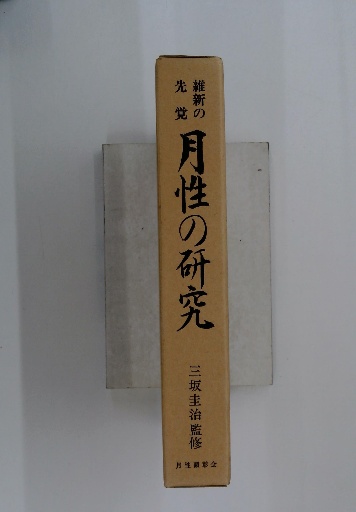 維新の
先覚
月性の研究
三坂圭治監修
月性顕彰会